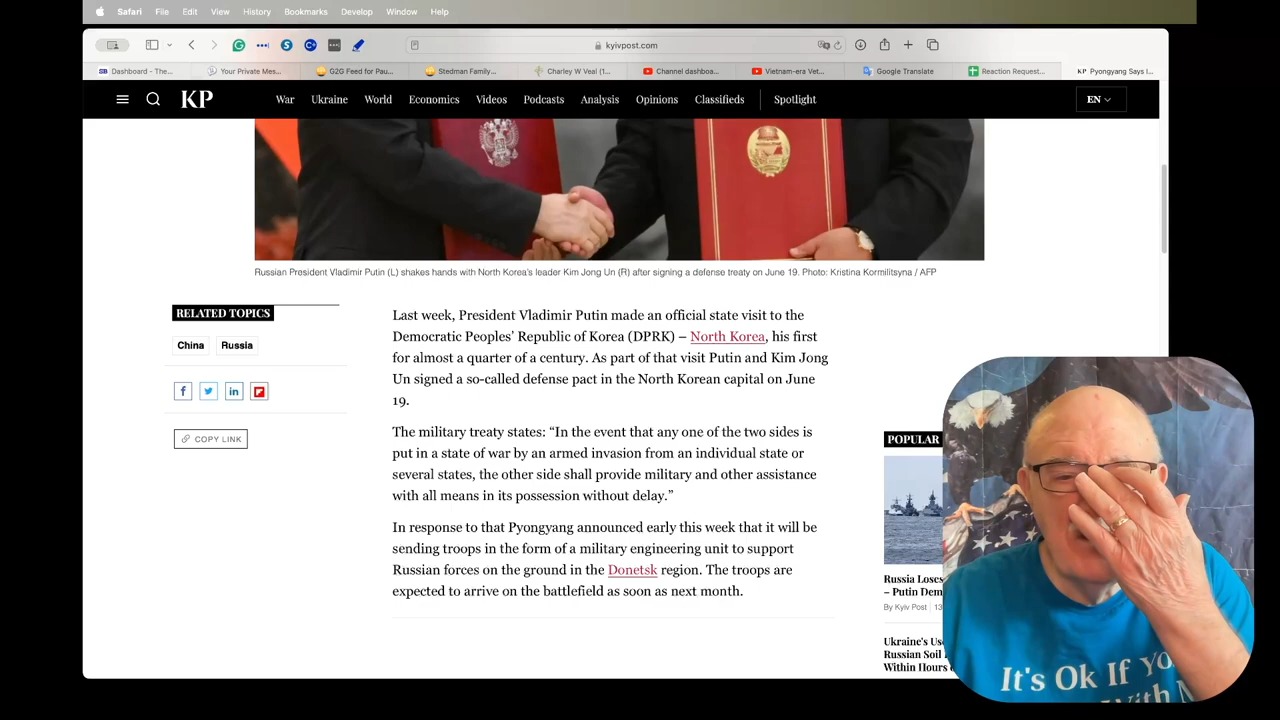 Safari File Edit View History Bookmarks Develop Window Help
kyivpost.com
Dashboard - The... Your Private Mes... G2G Feed for Pau... Stedman Family... Charley W Veal (1... Channel dashboa... Vietnam-era Vet... Google Translate Reaction Request... KP Pyongyang Says I...
KP War Ukraine World Economics Videos Podcasts Analysis Opinions Classifieds Spotlight EN
Russian President Vladimir Putin (L) shakes hands with North Korea's leader Kim Jong Un (R) after signing a defense treaty on June 19. Photo: Kristina Kormilitsyna / AFP
RELATED TOPICS
China Russia
COPY LINK
Last week, President Vladimir Putin made an official state visit to the
Democratic Peoples' Republic of Korea (DPRK) – North Korea, his first
for almost a quarter of a century. As part of that visit Putin and Kim Jong
Un signed a so-called defense pact in the North Korean capital on June
19.
The military treaty states: “In the event that any one of the two sides is
put in a state of war by an armed invasion from an individual state or
several states, the other side shall provide military and other assistance
with all means in its possession without delay.”
In response to that Pyongyang announced early this week that it will be
sending troops in the form of a military engineering unit to support
Russian forces on the ground in the Donetsk region. The troops are
expected to arrive on the battlefield as soon as next month.
POPULAR
Russia Loses
– Putin Dem
By Kyiv Post 13
Ukraine's Us
Russian Soil
Within Hours
It's Ok If Yo
With